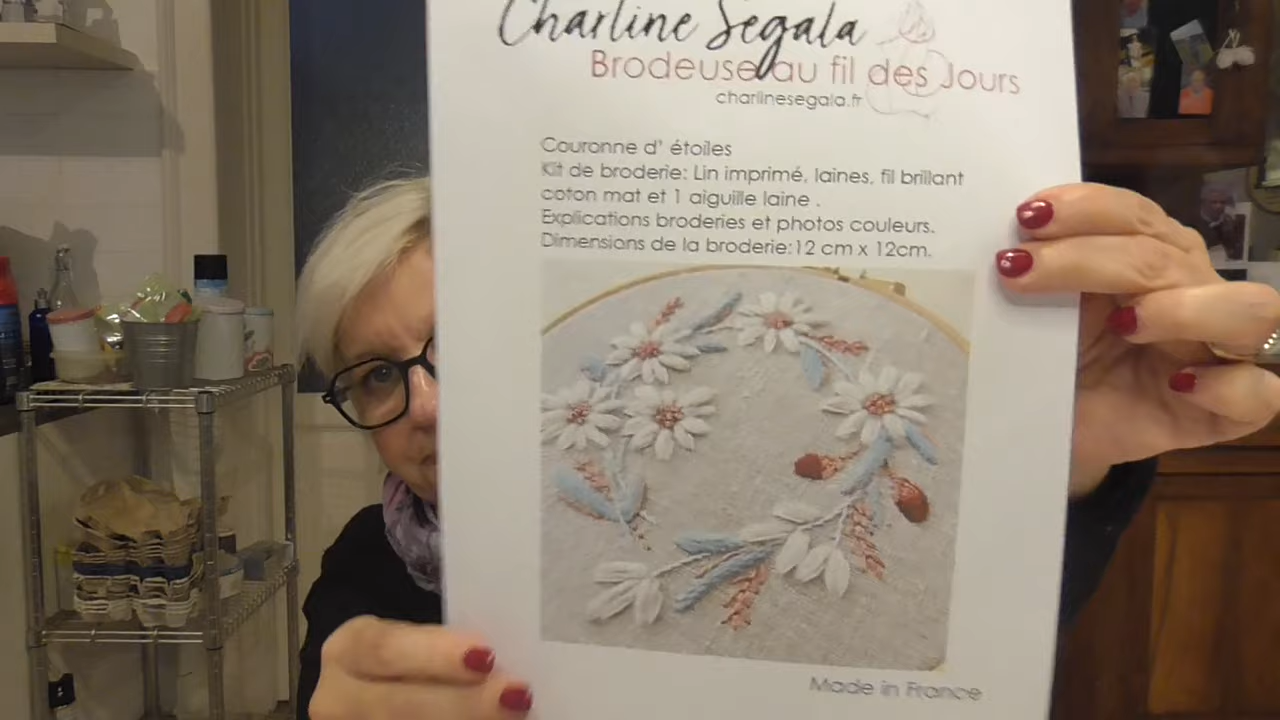 Charline Ségala
Brodeuse au fil des Jours
charlinesegala.fr
Couronne d' étoiles
Kit de broderie: Lin imprimé, laines, fil brillant
coton mat et 1 aiguille laine .
Explications broderies et photos couleurs.
Dimensions de la broderie:12 cm x 12cm.
Made in France